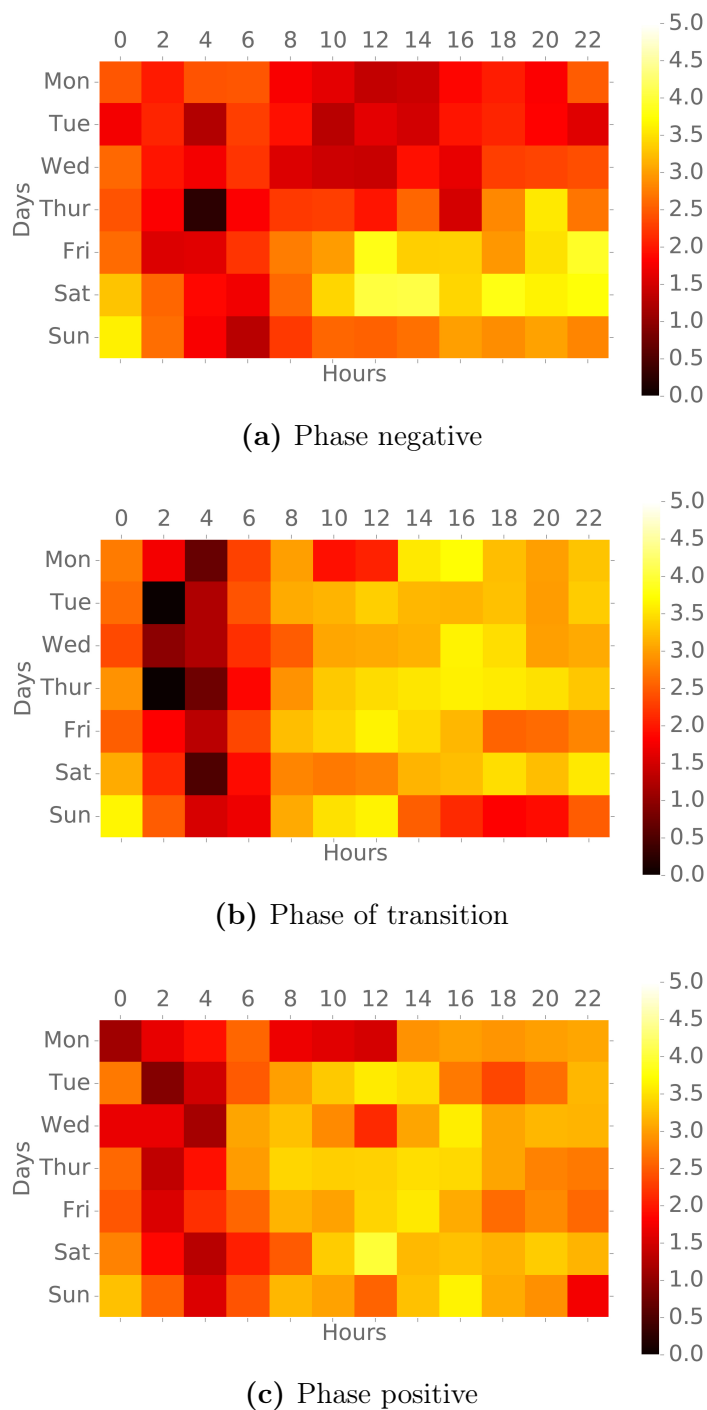 0 2 4 6 8 10 12 14 16 18 20 22
Mon
Tue
Wed
Thur
Fri
Sat
Sun
Days
Hours
5.0
4.5
4.0
3.5
3.0
2.5
2.0
1.5
1.0
0.5
0.0
(a) Phase negative
0 2 4 6 8 10 12 14 16 18 20 22
Mon
Tue
Wed
Thur
Fri
Sat
Sun
Days
Hours
5.0
4.5
4.0
3.5
3.0
2.5
2.0
1.5
1.0
0.5
0.0
(b) Phase of transition
0 2 4 6 8 10 12 14 16 18 20 22
Mon
Tue
Wed
Thur
Fri
Sat
Sun
Days
Hours
5.0
4.5
4.0
3.5
3.0
2.5
2.0
1.5
1.0
0.5
0.0
(c) Phase positive